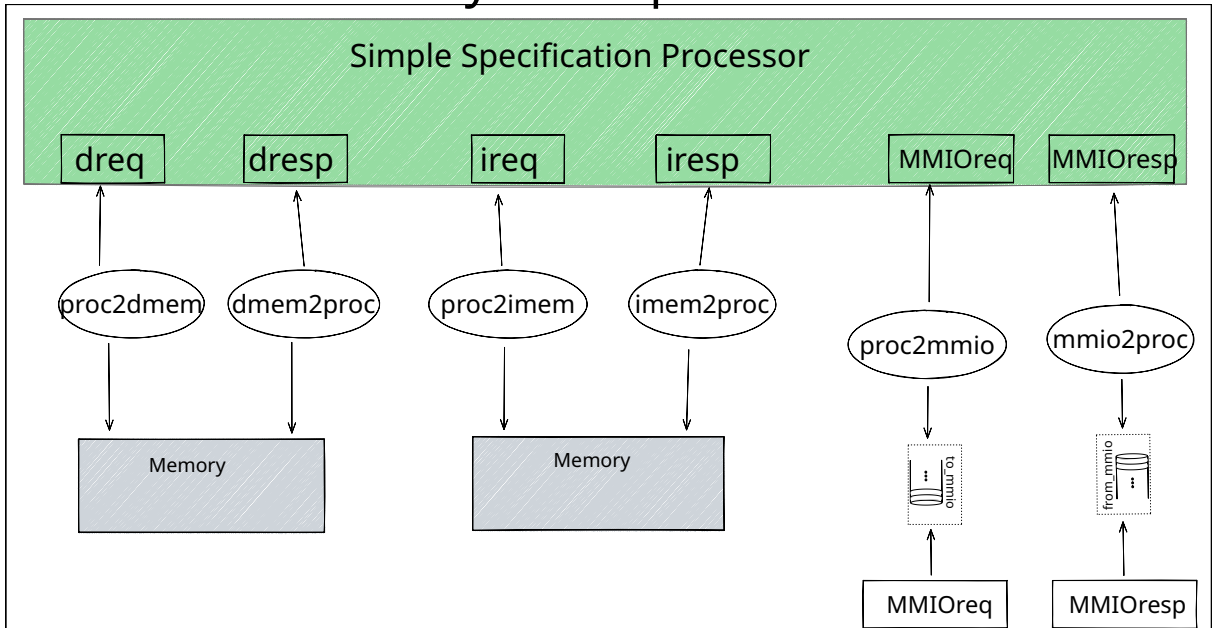 Simple Specification Processor
dreq dresp ireq iresp MMIOreq MMIOresp
proc2dmem dmem2proc proc2imem imem2proc proc2mmio mmio2proc
Memory Memory
to_mmio from_mmio
MMIOreq MMIOresp